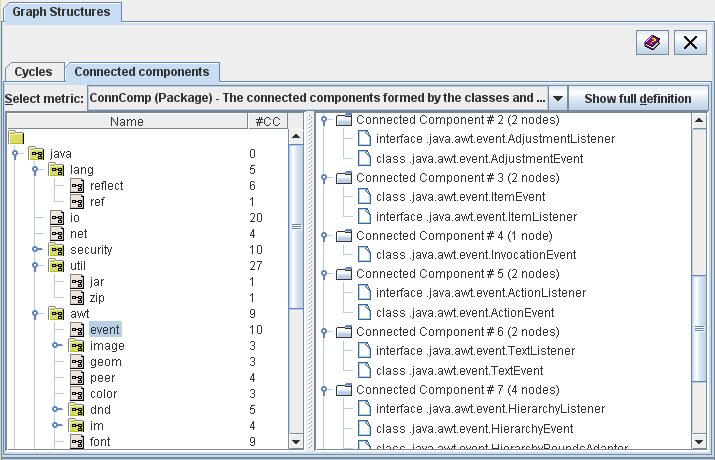 Graph Structures
Cycles
Connected components
Select metric:
ConnComp (Package) - The connected components formed by the classes and ...
Show full definition
Name #CC
java 0
lang 5
reflect 6
ref 1
io 20
net 4
security 10
util 27
jar 1
zip 1
awt 9
event 10
image 3
geom 3
peer 4
color 3
dnd 5
im 4
font 9
Connected Component # 2 (2 nodes)
interface .java.awt.event.AdjustmentListener
class .java.awt.event.AdjustmentEvent
Connected Component # 3 (2 nodes)
class .java.awt.event.ItemEvent
interface .java.awt.event.ItemListener
Connected Component # 4 (1 node)
class .java.awt.event.InvocationEvent
Connected Component # 5 (2 nodes)
interface .java.awt.event.ActionListener
class .java.awt.event.ActionEvent
Connected Component # 6 (2 nodes)
interface .java.awt.event.TextListener
class .java.awt.event.TextEvent
Connected Component # 7 (4 nodes)
interface .java.awt.event.HierarchyListener
class .java.awt.event.HierarchyEvent
class .java.awt.event.HierarchyBoundsAdapter